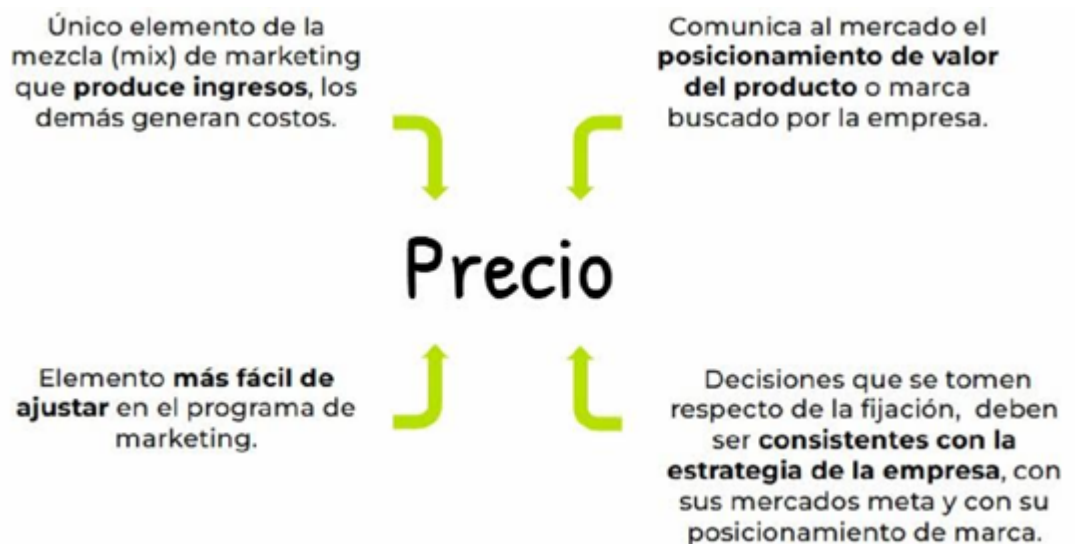 Único elemento de la
mezcla (mix) de marketing
que produce ingresos, los
demás generan costos.
Comunica al mercado el
posicionamiento de valor
del producto o marca
buscado por la empresa.
Precio
Elemento más fácil de
ajustar en el programa de
marketing.
Decisiones que se tomen
respecto de la fijación, deben
ser consistentes con la
estrategia de la empresa, con
sus mercados meta y con su
posicionamiento de marca.